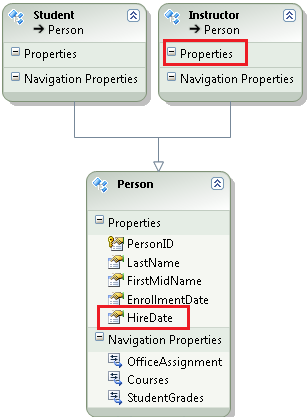 Student
→ Person
Properties
Navigation Properties
Instructor
→ Person
Properties
Navigation Properties
Person
Properties
PersonID
LastName
FirstMidName
EnrollmentDate
HireDate
Navigation Properties
OfficeAssignment
Courses
StudentGrades